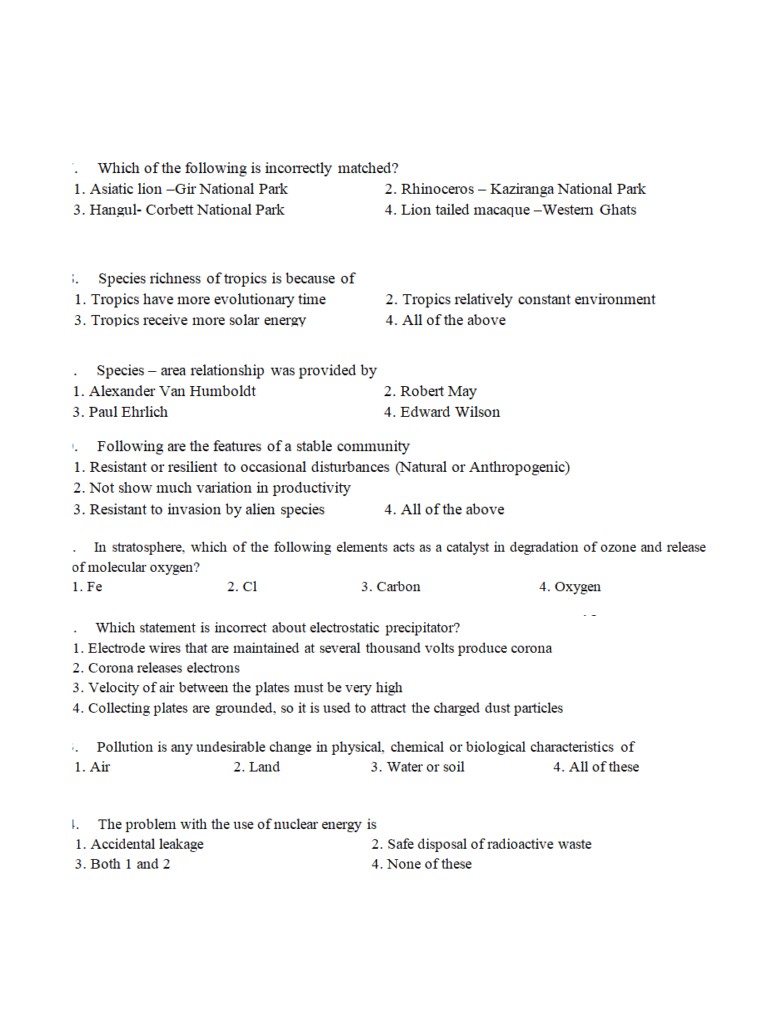 . Which of the following is incorrectly matched?
1. Asiatic lion –Gir National Park 2. Rhinoceros – Kaziranga National Park
3. Hangul- Corbett National Park 4. Lion tailed macaque –Western Ghats
. Species richness of tropics is because of
1. Tropics have more evolutionary time 2. Tropics relatively constant environment
3. Tropics receive more solar energy 4. All of the above
. Species – area relationship was provided by
1. Alexander Van Humboldt 2. Robert May
3. Paul Ehrlich 4. Edward Wilson
. Following are the features of a stable community
1. Resistant or resilient to occasional disturbances (Natural or Anthropogenic)
2. Not show much variation in productivity
3. Resistant to invasion by alien species 4. All of the above
. In stratosphere, which of the following elements acts as a catalyst in degradation of ozone and release
of molecular oxygen?
1. Fe 2. Cl 3. Carbon 4. Oxygen
. Which statement is incorrect about electrostatic precipitator?
1. Electrode wires that are maintained at several thousand volts produce corona
2. Corona releases electrons
3. Velocity of air between the plates must be very high
4. Collecting plates are grounded, so it is used to attract the charged dust particles
. Pollution is any undesirable change in physical, chemical or biological characteristics of
1. Air 2. Land 3. Water or soil 4. All of these
. The problem with the use of nuclear energy is
1. Accidental leakage 2. Safe disposal of radioactive waste
3. Both 1 and 2 4. None of these